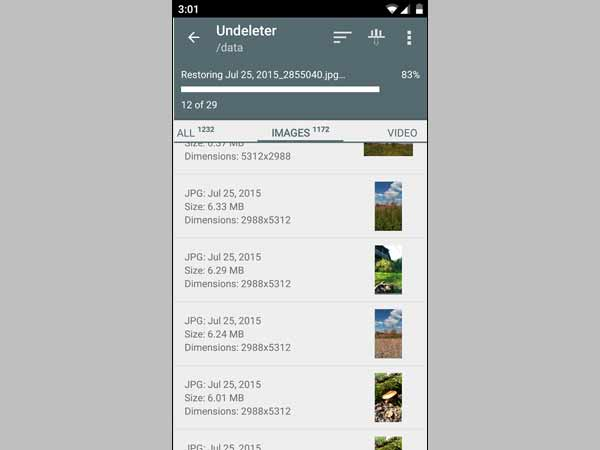 3:01
Undeleter
/data
Restoring Jul 25, 2015_2855040.jpg...
83%
12 of 29
ALL 1232
IMAGES 1172
VIDEO
Size: 6.37 MB
Dimensions: 5312x2988
JPG: Jul 25, 2015
Size: 6.33 MB
Dimensions: 2988x5312
JPG: Jul 25, 2015
Size: 6.29 MB
Dimensions: 2988x5312
JPG: Jul 25, 2015
Size: 6.24 MB
Dimensions: 2988x5312
JPG: Jul 25, 2015
Size: 6.01 MB
Dimensions: 2988x5312
JPG: Jul 25, 2015